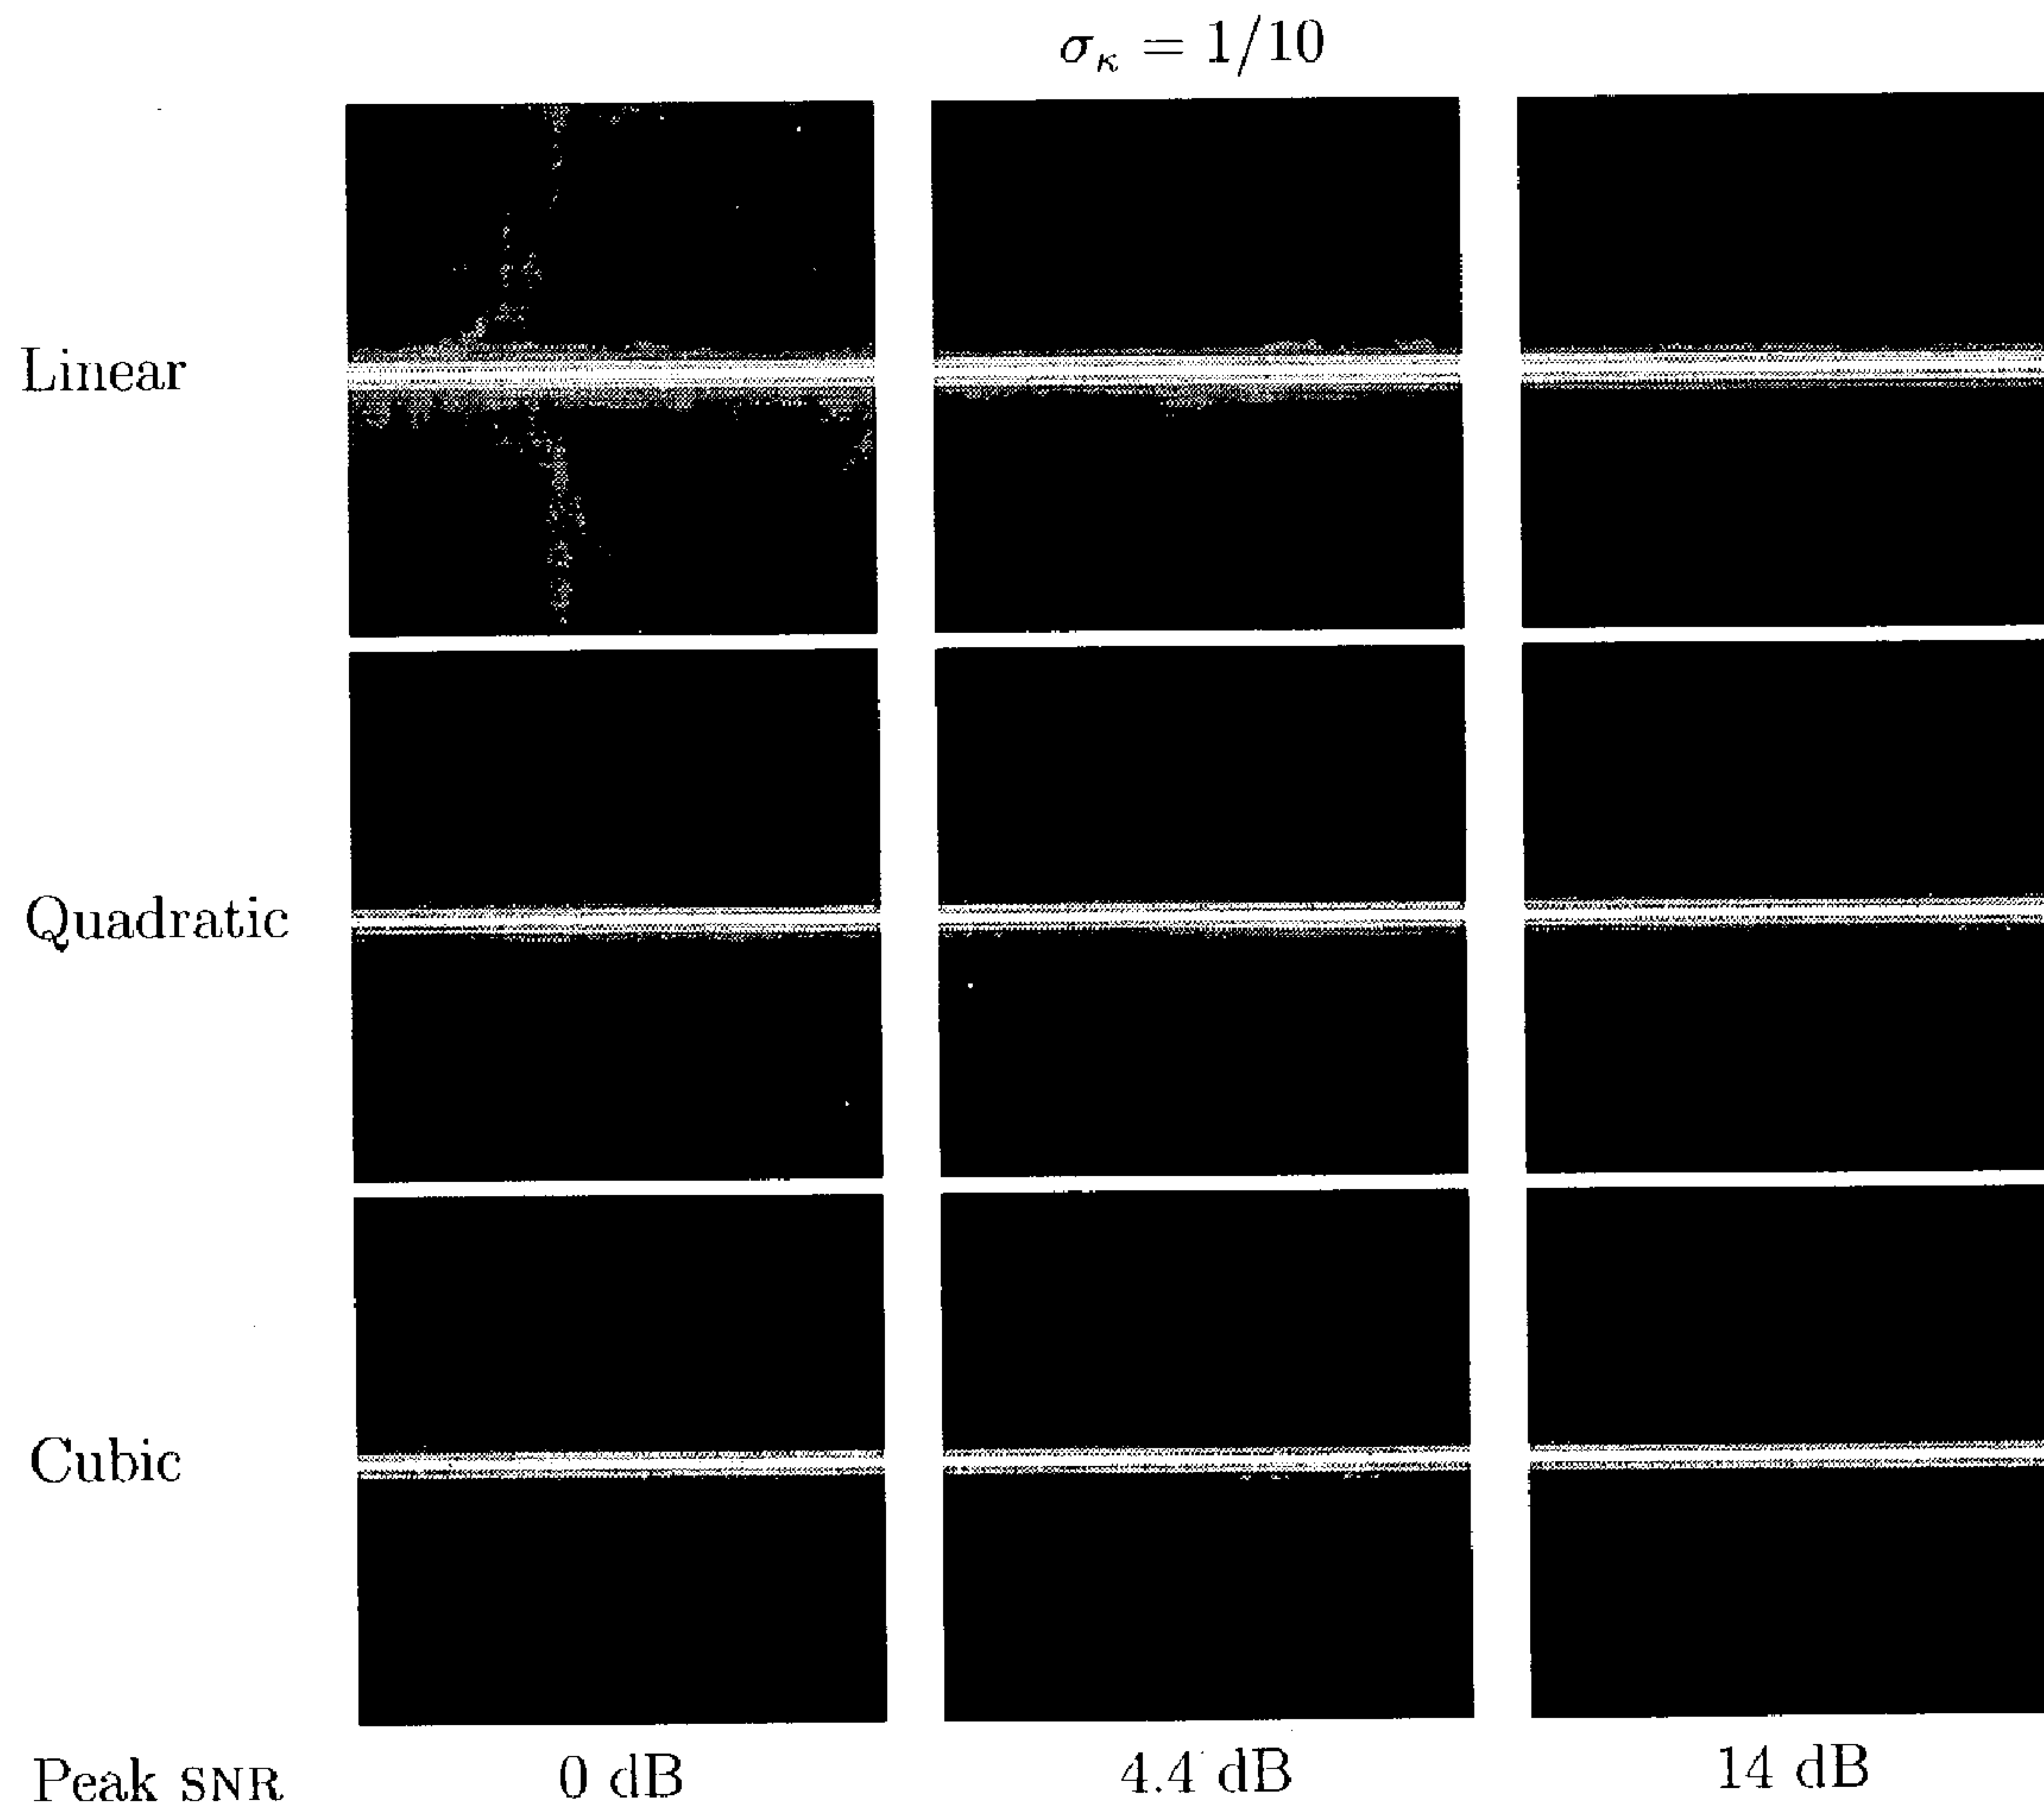 σκ = 1/10
Linear
Quadratic
Cubic
Peak SNR 0 dB 4.4 dB 14 dB